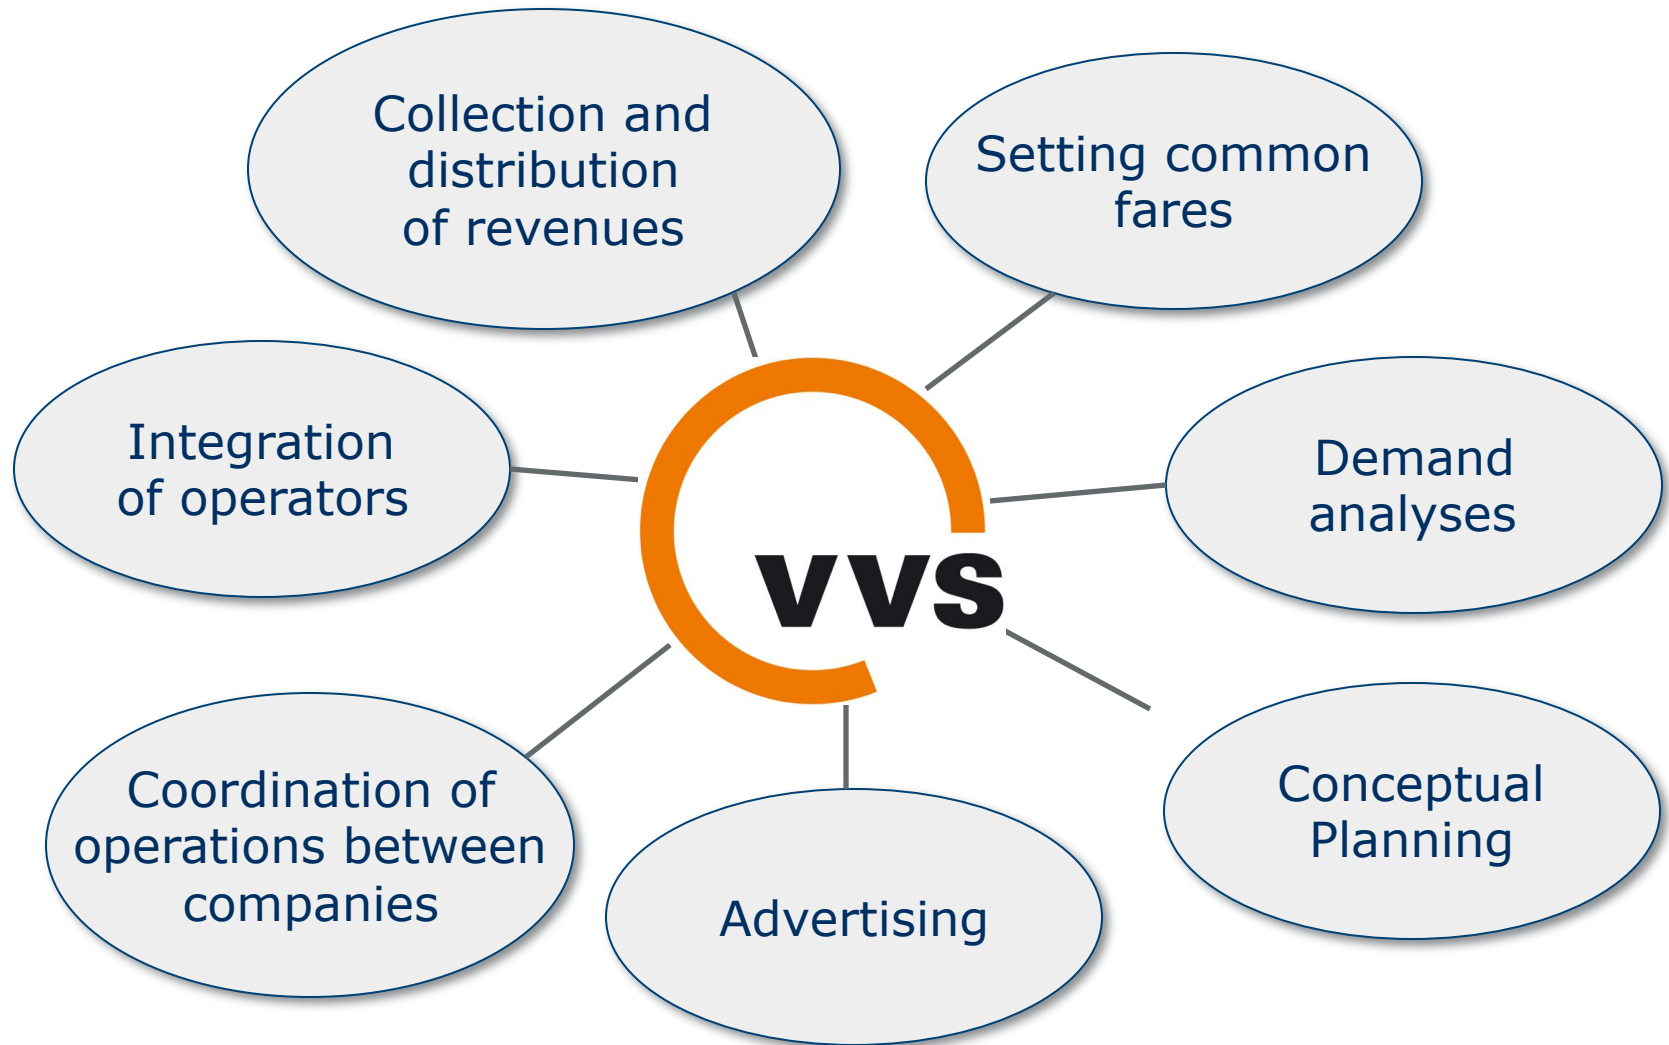 Collection and
distribution
of revenues
Setting common
fares
Integration
of operators
Demand
analyses
vvs
Coordination of
operations between
companies
Advertising
Conceptual
Planning